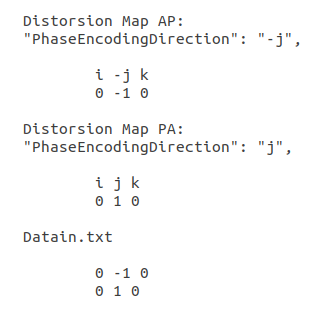 Distorsion Map AP:
"PhaseEncodingDirection": "-j",
i -j k
0 -1 0
Distorsion Map PA:
"PhaseEncodingDirection": "j",
i j k
0 1 0
Datain.txt
0 -1 0
0 1 0